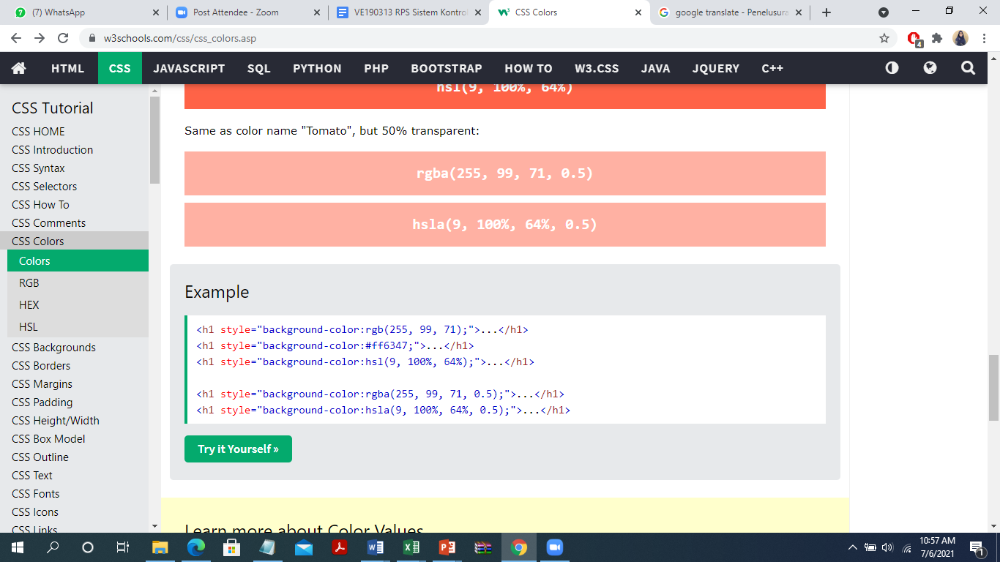 (7) WhatsApp
Post Attendee - Zoom
VE190313 RPS Sistem Kontro
CSS Colors
google translate - Penelusura
w3schools.com/css/css_colors.asp
4
HTML CSS JAVASCRIPT SQL PYTHON PHP BOOTSTRAP HOW TO W3.CSS JAVA JQUERY C++
CSS Tutorial
CSS HOME
CSS Introduction
CSS Syntax
CSS Selectors
CSS How To
CSS Comments
CSS Colors
Colors
RGB
HEX
HSL
CSS Backgrounds
CSS Borders
CSS Margins
CSS Padding
CSS Height/Width
CSS Box Model
CSS Outline
CSS Text
CSS Fonts
CSS Icons
CSS Links
hsl(9, 100%, 64%)
Same as color name "Tomato", but 50% transparent:
rgba(255, 99, 71, 0.5)
hsla(9, 100%, 64%, 0.5)
Example
<h1 style="background-color:rgb(255, 99, 71);">...</h1>
<h1 style="background-color:#ff6347;">...</h1>
<h1 style="background-color:hsl(9, 100%, 64%);">...</h1>
<h1 style="background-color:rgba(255, 99, 71, 0.5);">...</h1>
<h1 style="background-color:hsla(9, 100%, 64%, 0.5);">...</h1>
Try it Yourself »
Learn more about Color Values
10:57 AM
7/6/2021
1